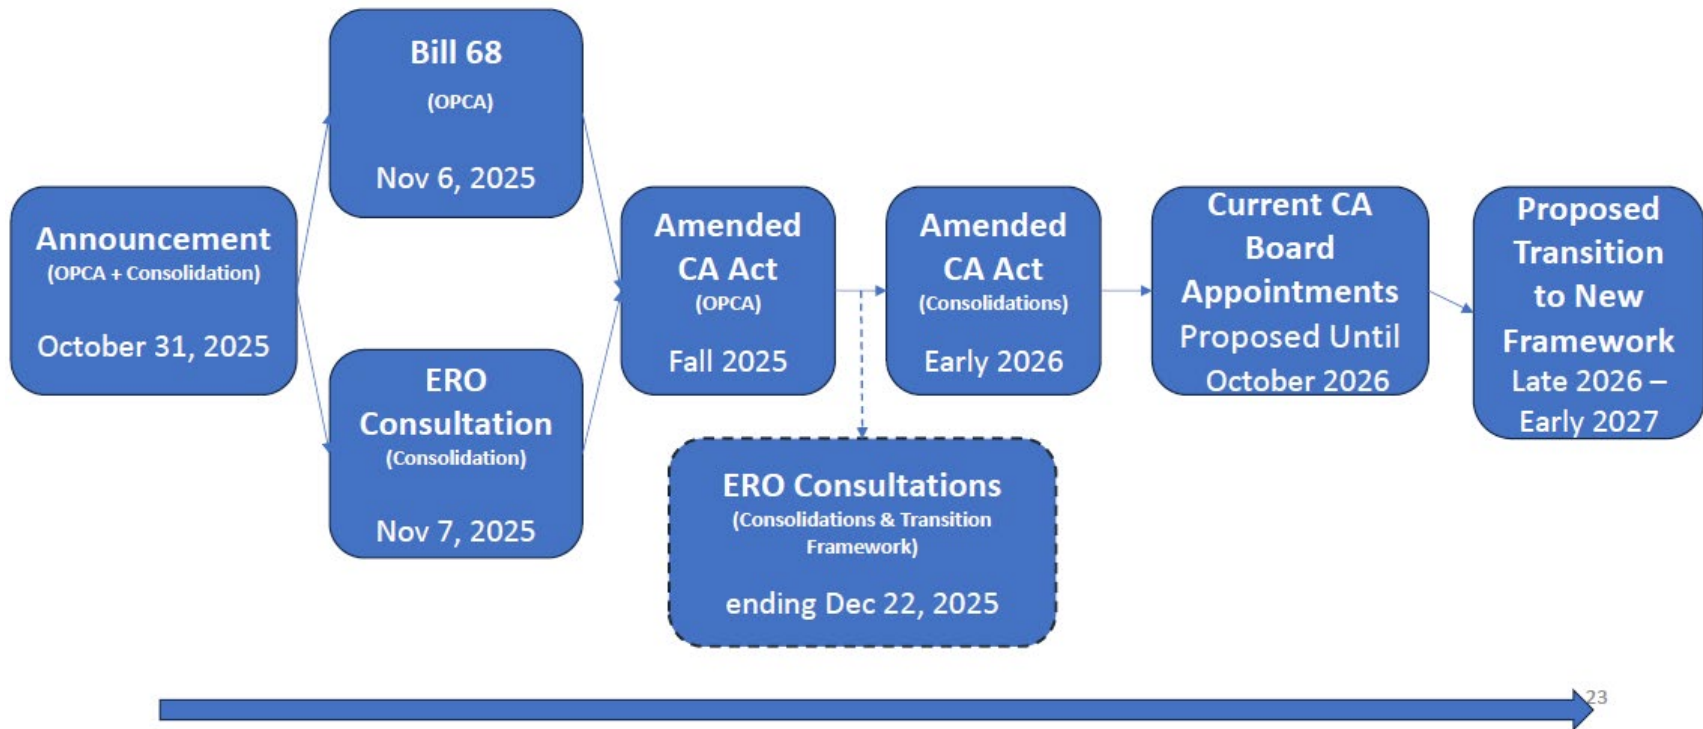 Announcement
(OPCA + Consolidation)
October 31, 2025
Bill 68
(OPCA)
Nov 6, 2025
ERO
Consultation
(Consolidation)
Nov 7, 2025
Amended
CA Act
(OPCA)
Fall 2025
ERO Consultations
(Consolidations & Transition
Framework)
ending Dec 22, 2025
Amended
CA Act
(Consolidations)
Early 2026
Current CA
Board
Appointments
Proposed Until
October 2026
Proposed
Transition
to New
Framework
Late 2026 –
Early 2027
23